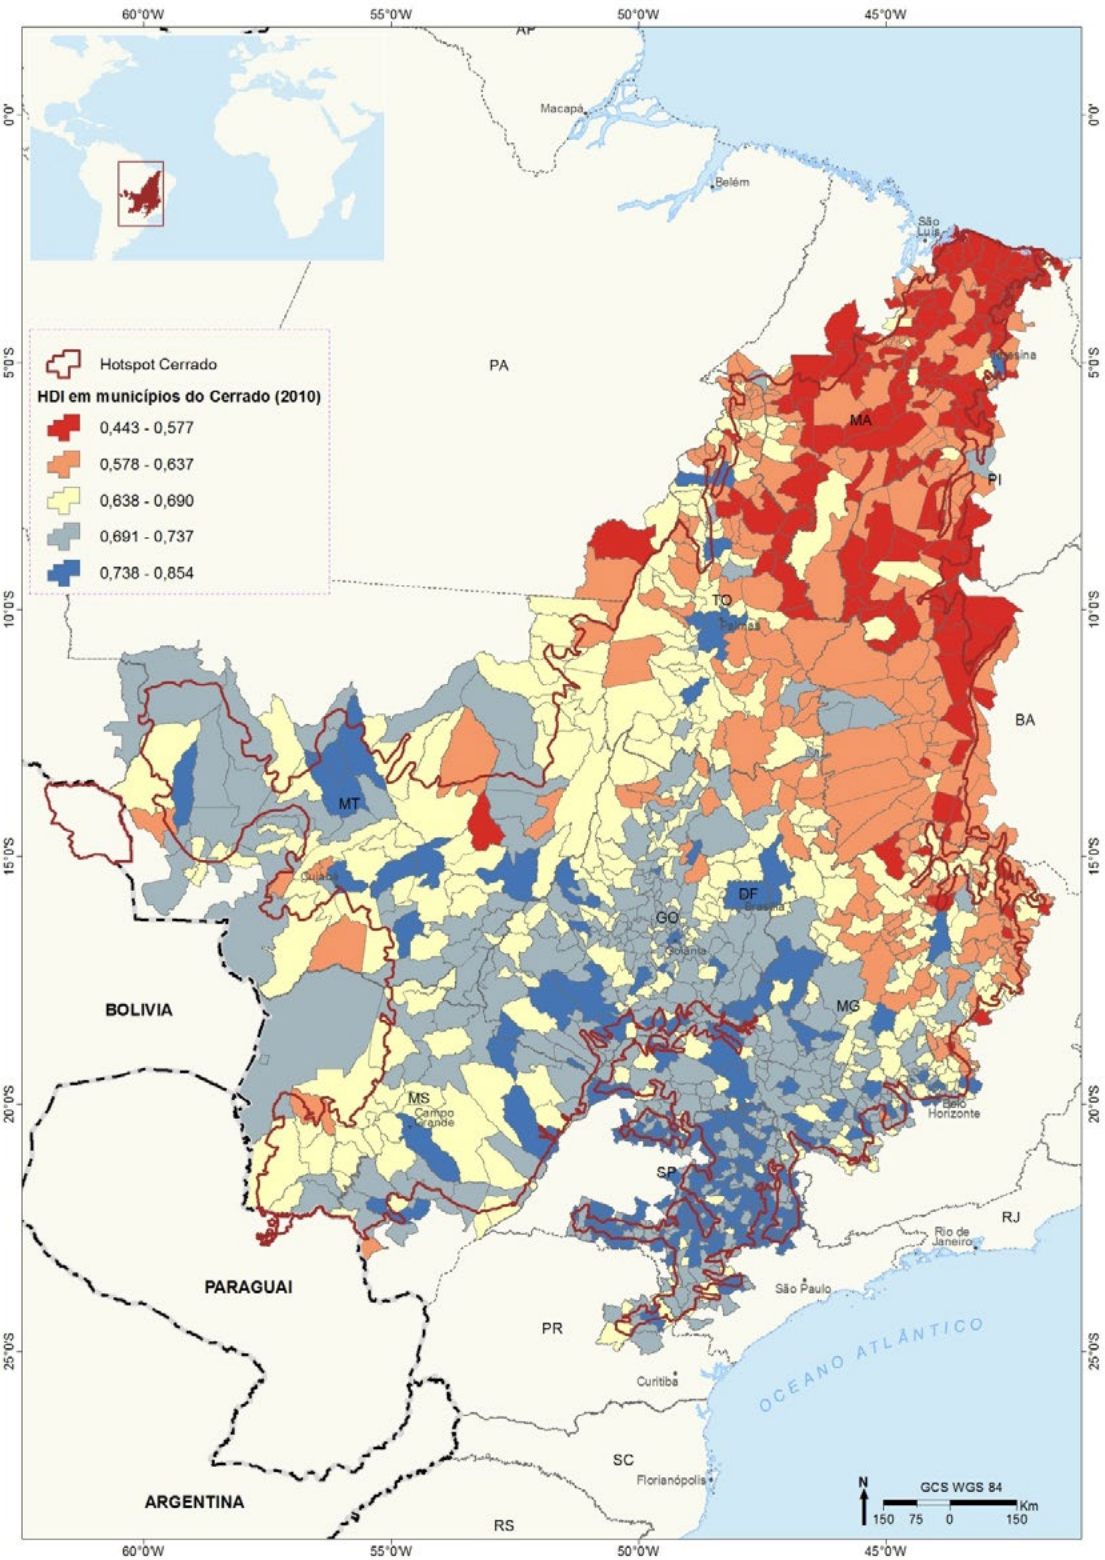 60°0'W 55°0'W 50°0'W 45°0'W
AP
0°0' 0°0'
Macapá
Belém
São
Luís
Hotspot Cerrado
HDI em municípios do Cerrado (2010)
0,443 - 0,577
0,578 - 0,637
0,638 - 0,690
0,691 - 0,737
0,738 - 0,854
5°0'S 5°0'S
PA
Teresina
MA
PI
10°0'S 10°0'S
TO
Palmas
BA
MT
15°0'S 15°0'S
Cuiabá
DF
Brasília
GO
Goiânia
BOLIVIA
MG
20°0'S 20°0'S
MS
Campo
Grande
Belo
Horizonte
SP
RJ
Rio de
Janeiro
PARAGUAI
São Paulo
PR
25°0'S 25°0'S
OCEANO ATLÂNTICO
Curitiba
SC
Florianópolis
ARGENTINA
RS
N
GCS WGS 84
150 75 0 150 Km
60°0'W 55°0'W 50°0'W 45°0'W